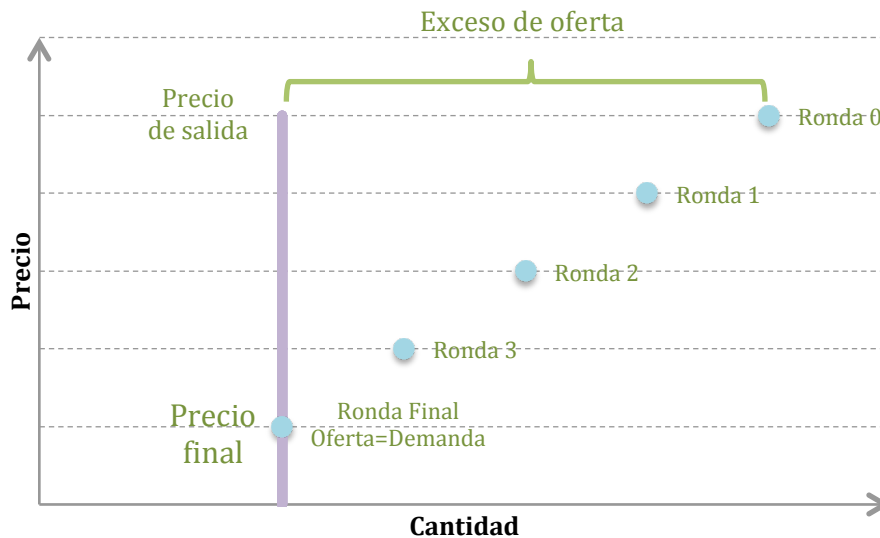 Exceso de oferta
Precio
de salida
Ronda 0
Ronda 1
Ronda 2
Ronda 3
Precio
final
Ronda Final
Oferta=Demanda
Precio
Cantidad